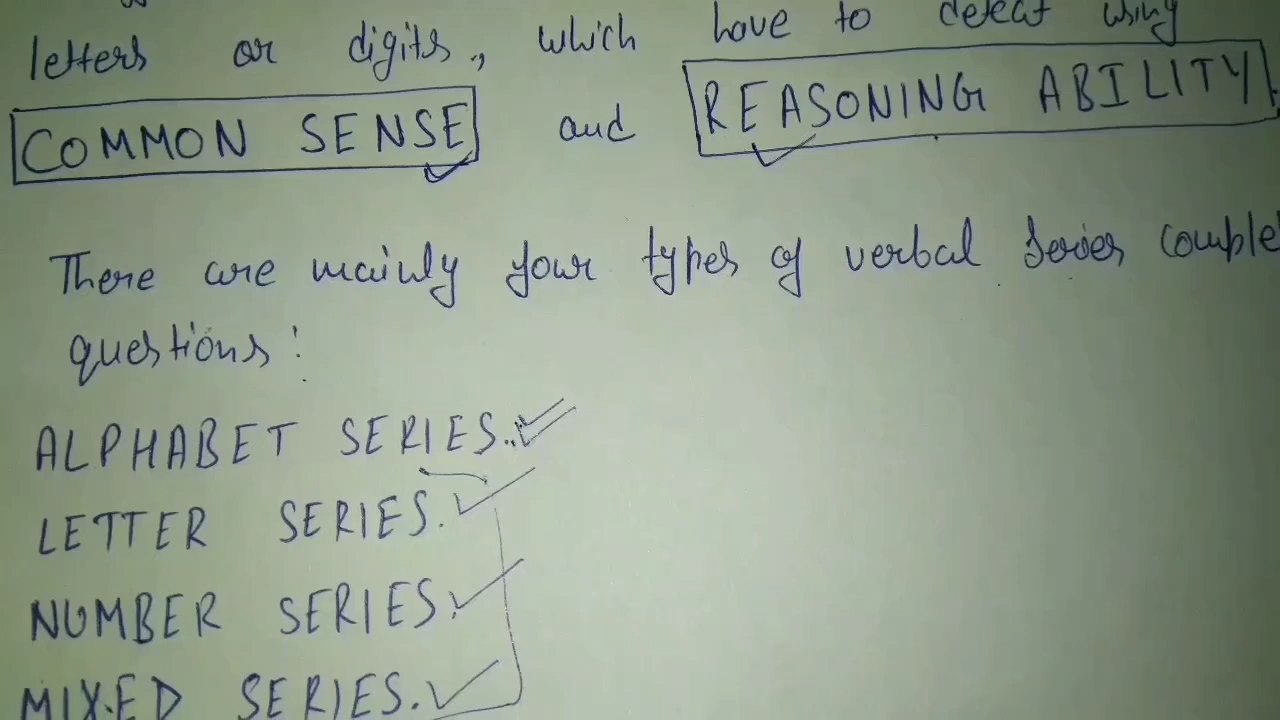 letters or digits, which have to detect using
COMMON SENSE and REASONING ABILITY.
There are mainly four types of verbal series comple
questions:
ALPHABET SERIES.
LETTER SERIES.
NUMBER SERIES.
MIXED SERIES.